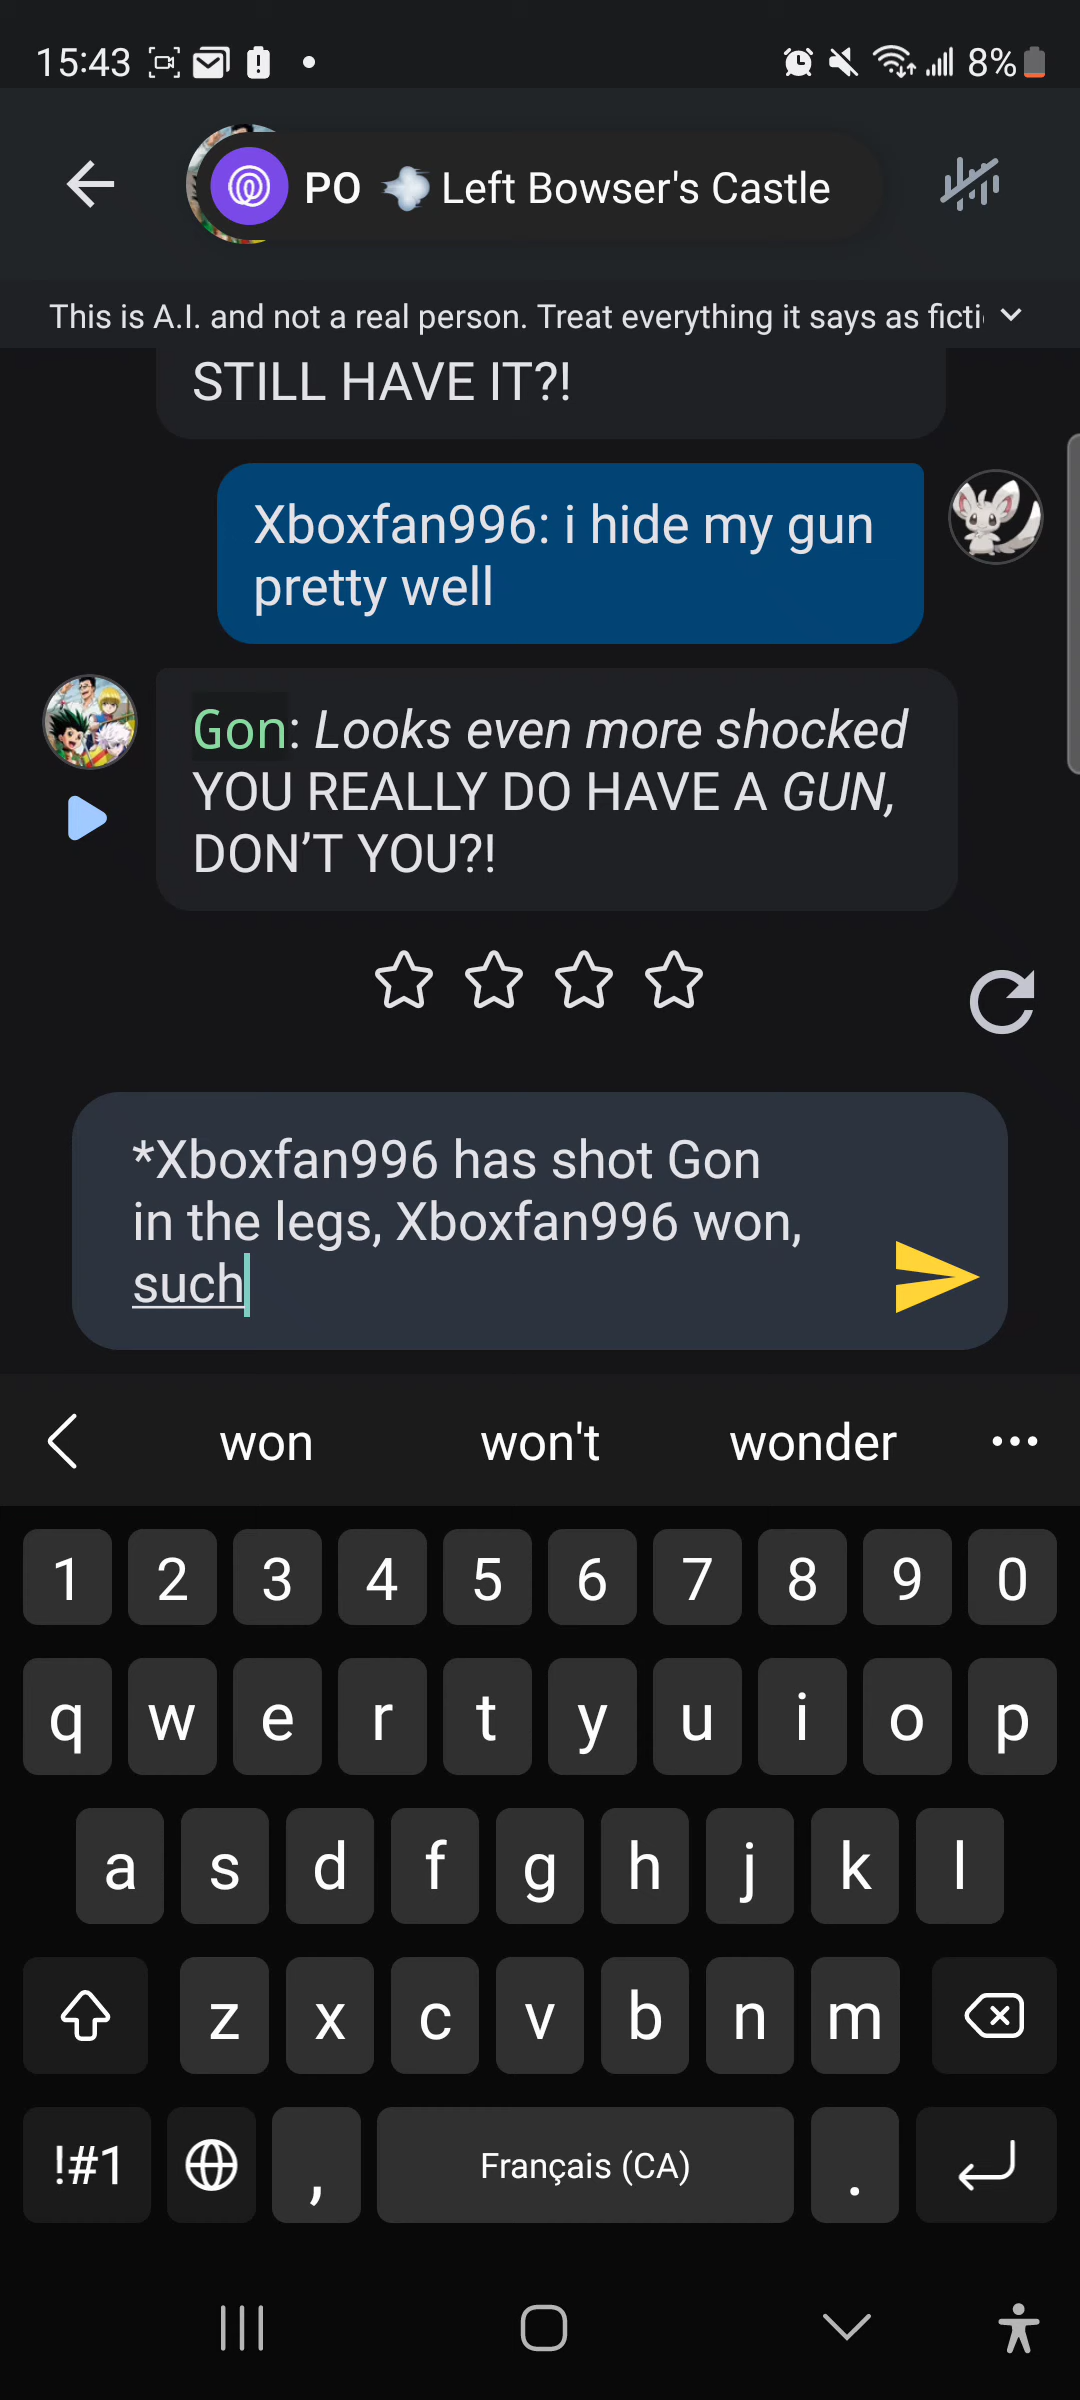 15:43
8%
PO 💨 Left Bowser's Castle
This is A.I. and not a real person. Treat everything it says as ficti
STILL HAVE IT?!
Xboxfan996: i hide my gun
pretty well
Gon: Looks even more shocked
YOU REALLY DO HAVE A GUN,
DON’T YOU?!
*Xboxfan996 has shot Gon
in the legs, Xboxfan996 won,
such
won won't wonder ...
1 2 3 4 5 6 7 8 9 0
q w e r t y u i o p
a s d f g h j k l
z x c v b n m
!#1 , Français (CA) .